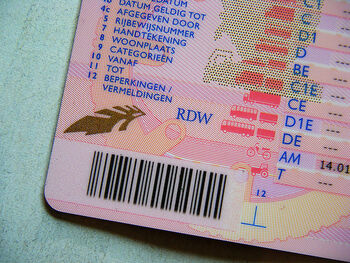 4b DATUM GELDIG TOT
4c AFGEGEVEN DOOR
5 RIJBEWIJSNUMMER
7 HANDTEKENING
8 WOONPLAATS
9 CATEGORIEËN
10 VANAF
11 TOT
12 BEPERKINGEN /
VERMELDINGEN
RDW
C1
C
D1
D
BE
C1E
CE
D1E
DE
AM 14.01
T
12